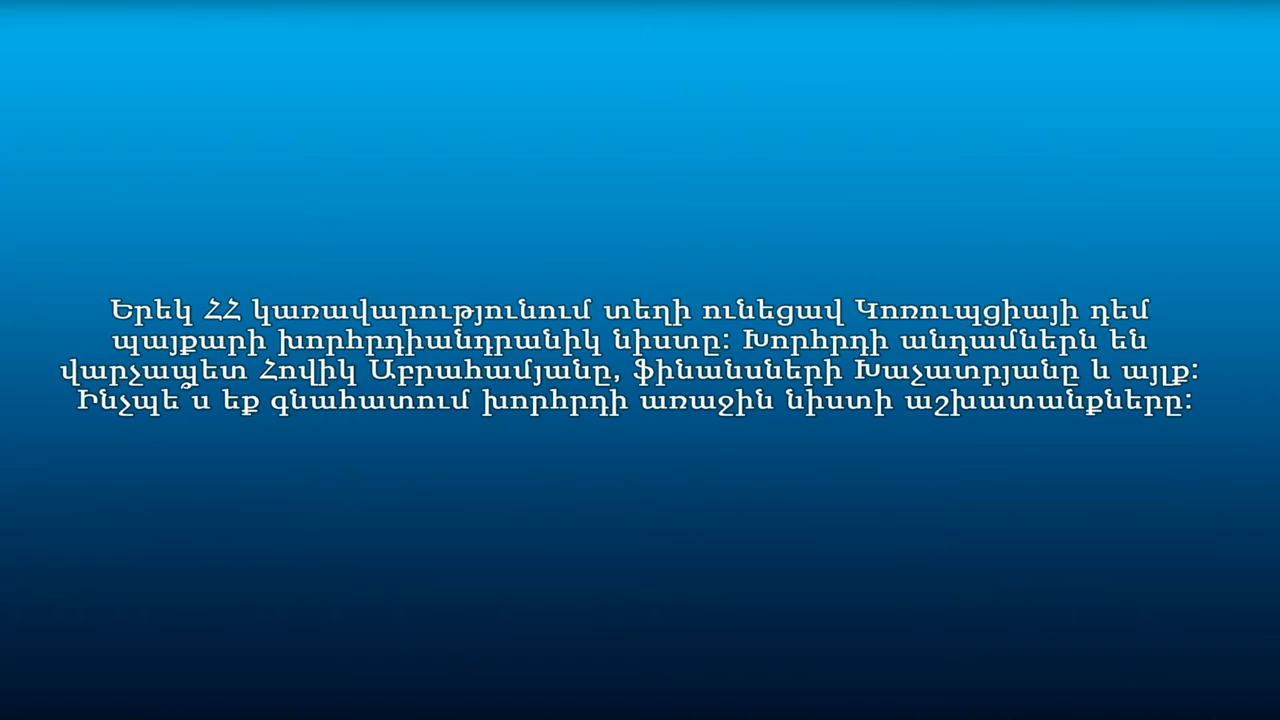 Երեկ ՀՀ կառավարությունում տեղի ունեցավ Կոռուպցիայի դեմ
պայքարի խորհրդիանդրանիկ նիստը: Խորհրդի անդամներն են
վարչապետ Հովիկ Աբրահամյանը, ֆինանսների Խաչատրյանը և այլք:
Ինչպե՞ս եք գնահատում խորհրդի առաջին նիստի աշխատանքները: